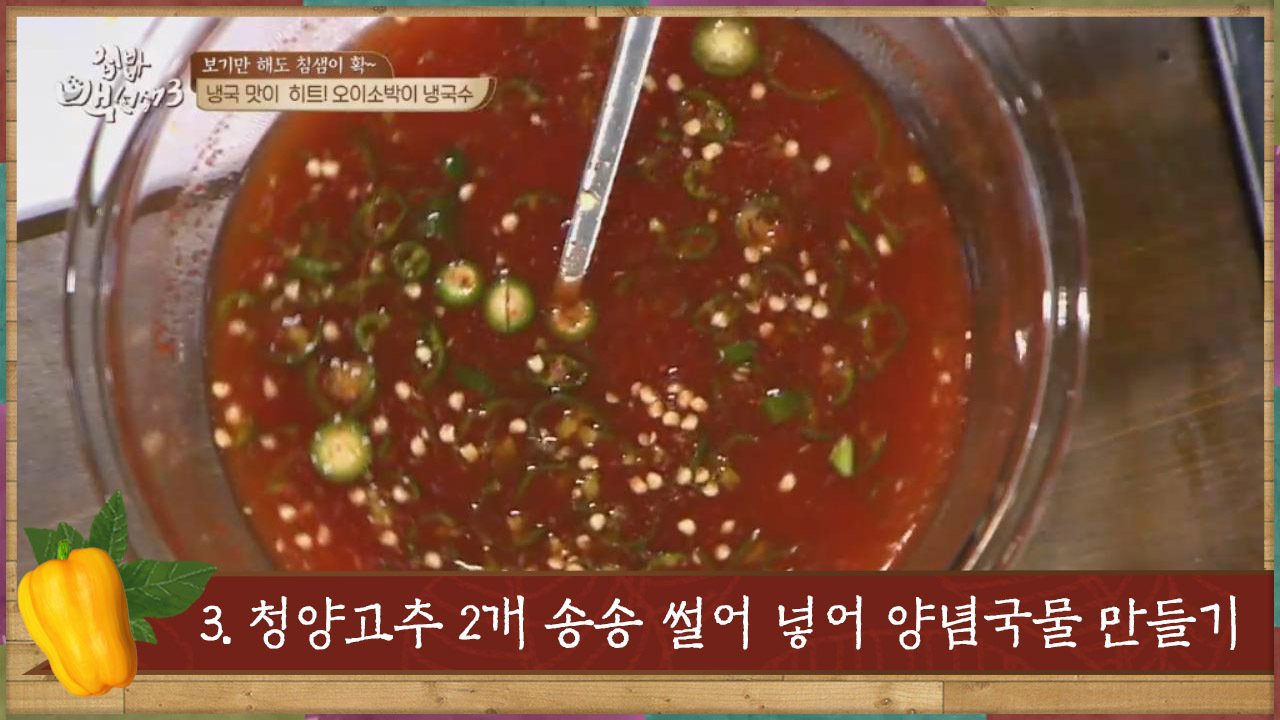 집밥
백선생3
보기만 해도 침샘이 확~
냉국 맛이 히트! 오이소박이 냉국수
3. 청양고추 2개 송송 썰어 넣어 양념국물 만들기